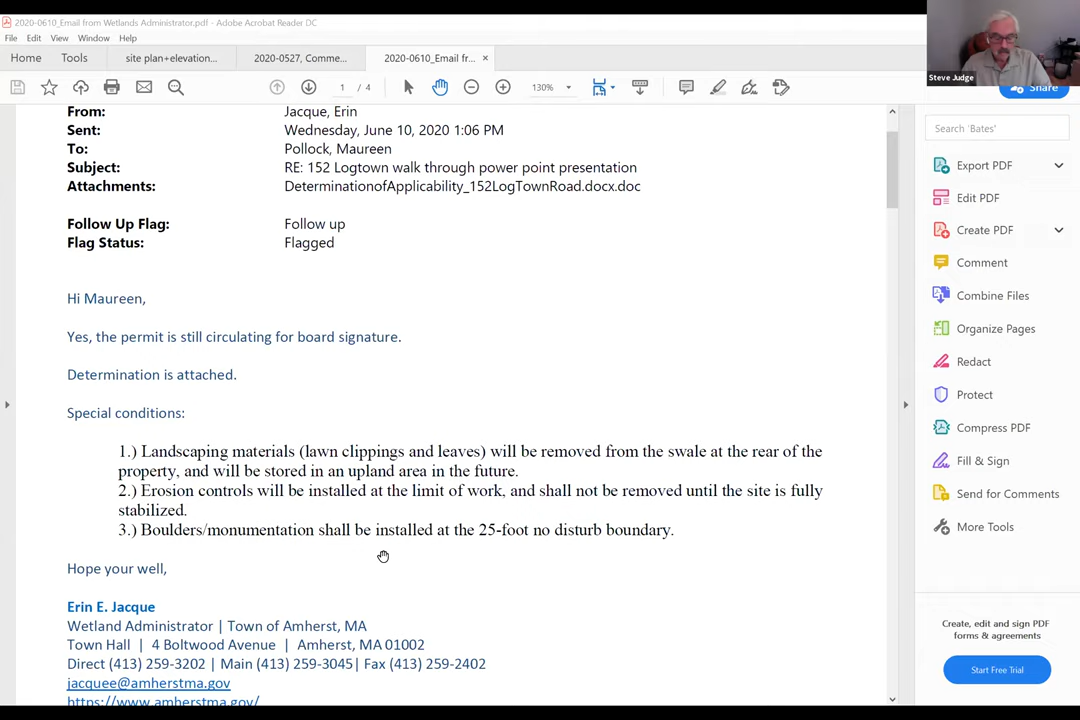 2020-0610_Email from Wetlands Administrator.pdf - Adobe Acrobat Reader DC
File Edit View Window Help
Home Tools site plan+elevation... 2020-0527, Comme... 2020-0610_Email fr... ×
1 / 4 130%
Steve Judge
Share
From: Jacque, Erin
Sent: Wednesday, June 10, 2020 1:06 PM
To: Pollock, Maureen
Subject: RE: 152 Logtown walk through power point presentation
Attachments: DeterminationofApplicability_152LogTownRoad.docx.doc
Follow Up Flag: Follow up
Flag Status: Flagged
Hi Maureen,
Yes, the permit is still circulating for board signature.
Determination is attached.
Special conditions:
1.) Landscaping materials (lawn clippings and leaves) will be removed from the swale at the rear of the
property, and will be stored in an upland area in the future.
2.) Erosion controls will be installed at the limit of work, and shall not be removed until the site is fully
stabilized.
3.) Boulders/monumentation shall be installed at the 25-foot no disturb boundary.
Hope your well,
Erin E. Jacque
Wetland Administrator | Town of Amherst, MA
Town Hall | 4 Boltwood Avenue | Amherst, MA 01002
Direct (413) 259-3202 | Main (413) 259-3045| Fax (413) 259-2402
jacquee@amherstma.gov
https://www.amherstma.gov/
Search 'Bates'
Export PDF
Edit PDF
Create PDF
Comment
Combine Files
Organize Pages
Redact
Protect
Compress PDF
Fill & Sign
Send for Comments
More Tools
Create, edit and sign PDF
forms & agreements
Start Free Trial